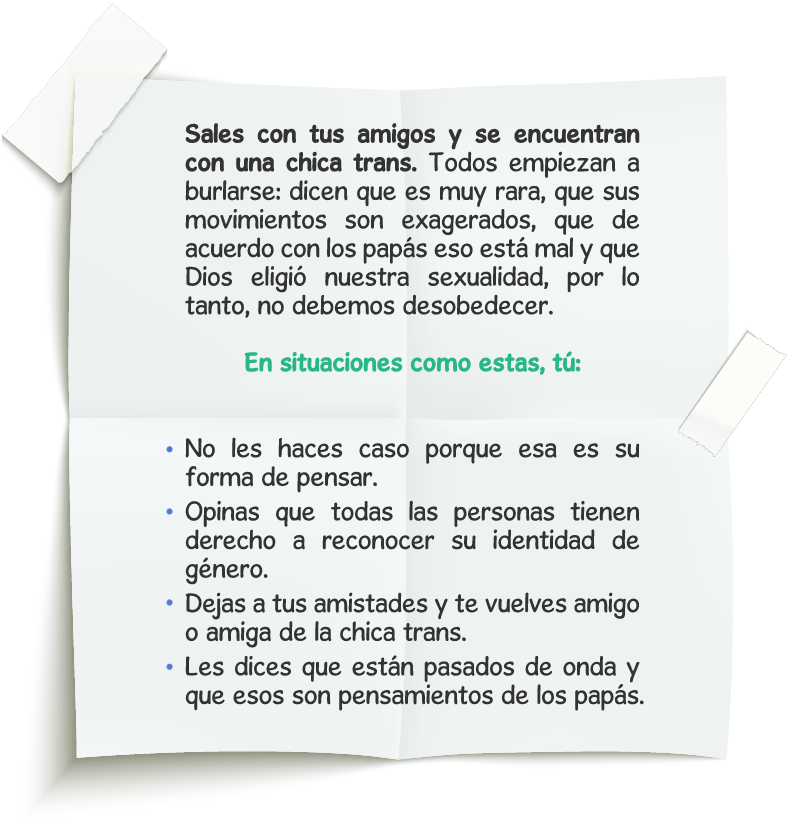 Sales con tus amigos y se encuentran
con una chica trans. Todos empiezan a
burlarse: dicen que es muy rara, que sus
movimientos son exagerados, que de
acuerdo con los papás eso está mal y que
Dios eligió nuestra sexualidad, por lo
tanto, no debemos desobedecer.
En situaciones como estas, tú:
• No les haces caso porque esa es su
forma de pensar.
• Opinas que todas las personas tienen
derecho a reconocer su identidad de
género.
• Dejas a tus amistades y te vuelves amigo
o amiga de la chica trans.
• Les dices que están pasados de onda y
que esos son pensamientos de los papás.